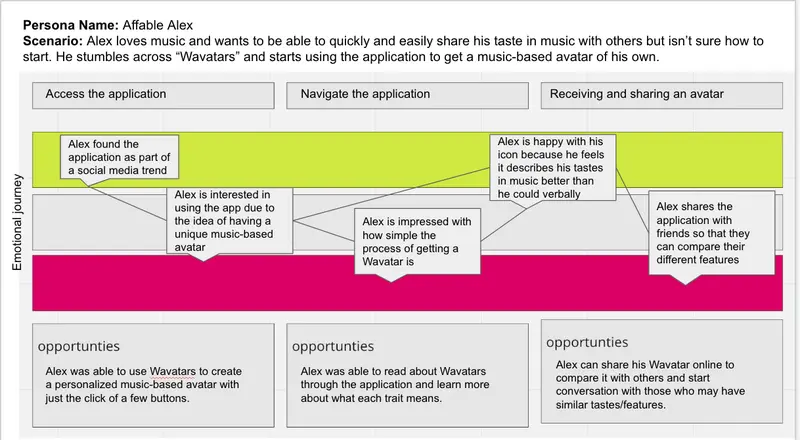 Persona Name: Affable Alex
Scenario: Alex loves music and wants to be able to quickly and easily share his taste in music with others but isn’t sure how to
start. He stumbles across “Wavatars” and starts using the application to get a music-based avatar of his own.
Access the application
Navigate the application
Receiving and sharing an avatar
Emotional journey
Alex found the
application as part of
a social media trend
Alex is interested in
using the app due to
the idea of having a
unique music-based
avatar
Alex is impressed with
how simple the
process of getting a
Wavatar is
Alex is happy with his
icon because he feels
it describes his tastes
in music better than
he could verbally
Alex shares the
application with
friends so that they
can compare their
different features
opportunties
Alex was able to use Wavatars to create
a personalized music-based avatar with
just the click of a few buttons.
opportunties
Alex was able to read about Wavatars
through the application and learn more
about what each trait means.
opportunties
Alex can share his Wavatar online to
compare it with others and start
conversation with those who may have
similar tastes/features.